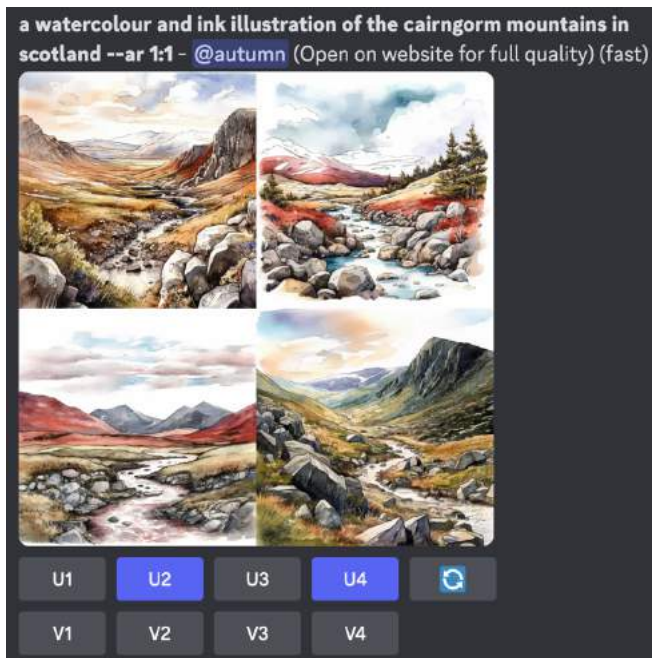 a watercolour and ink illustration of the cairngorm mountains in
scotland --ar 1:1 - @autumn (Open on website for full quality) (fast)
U1 U2 U3 U4
V1 V2 V3 V4